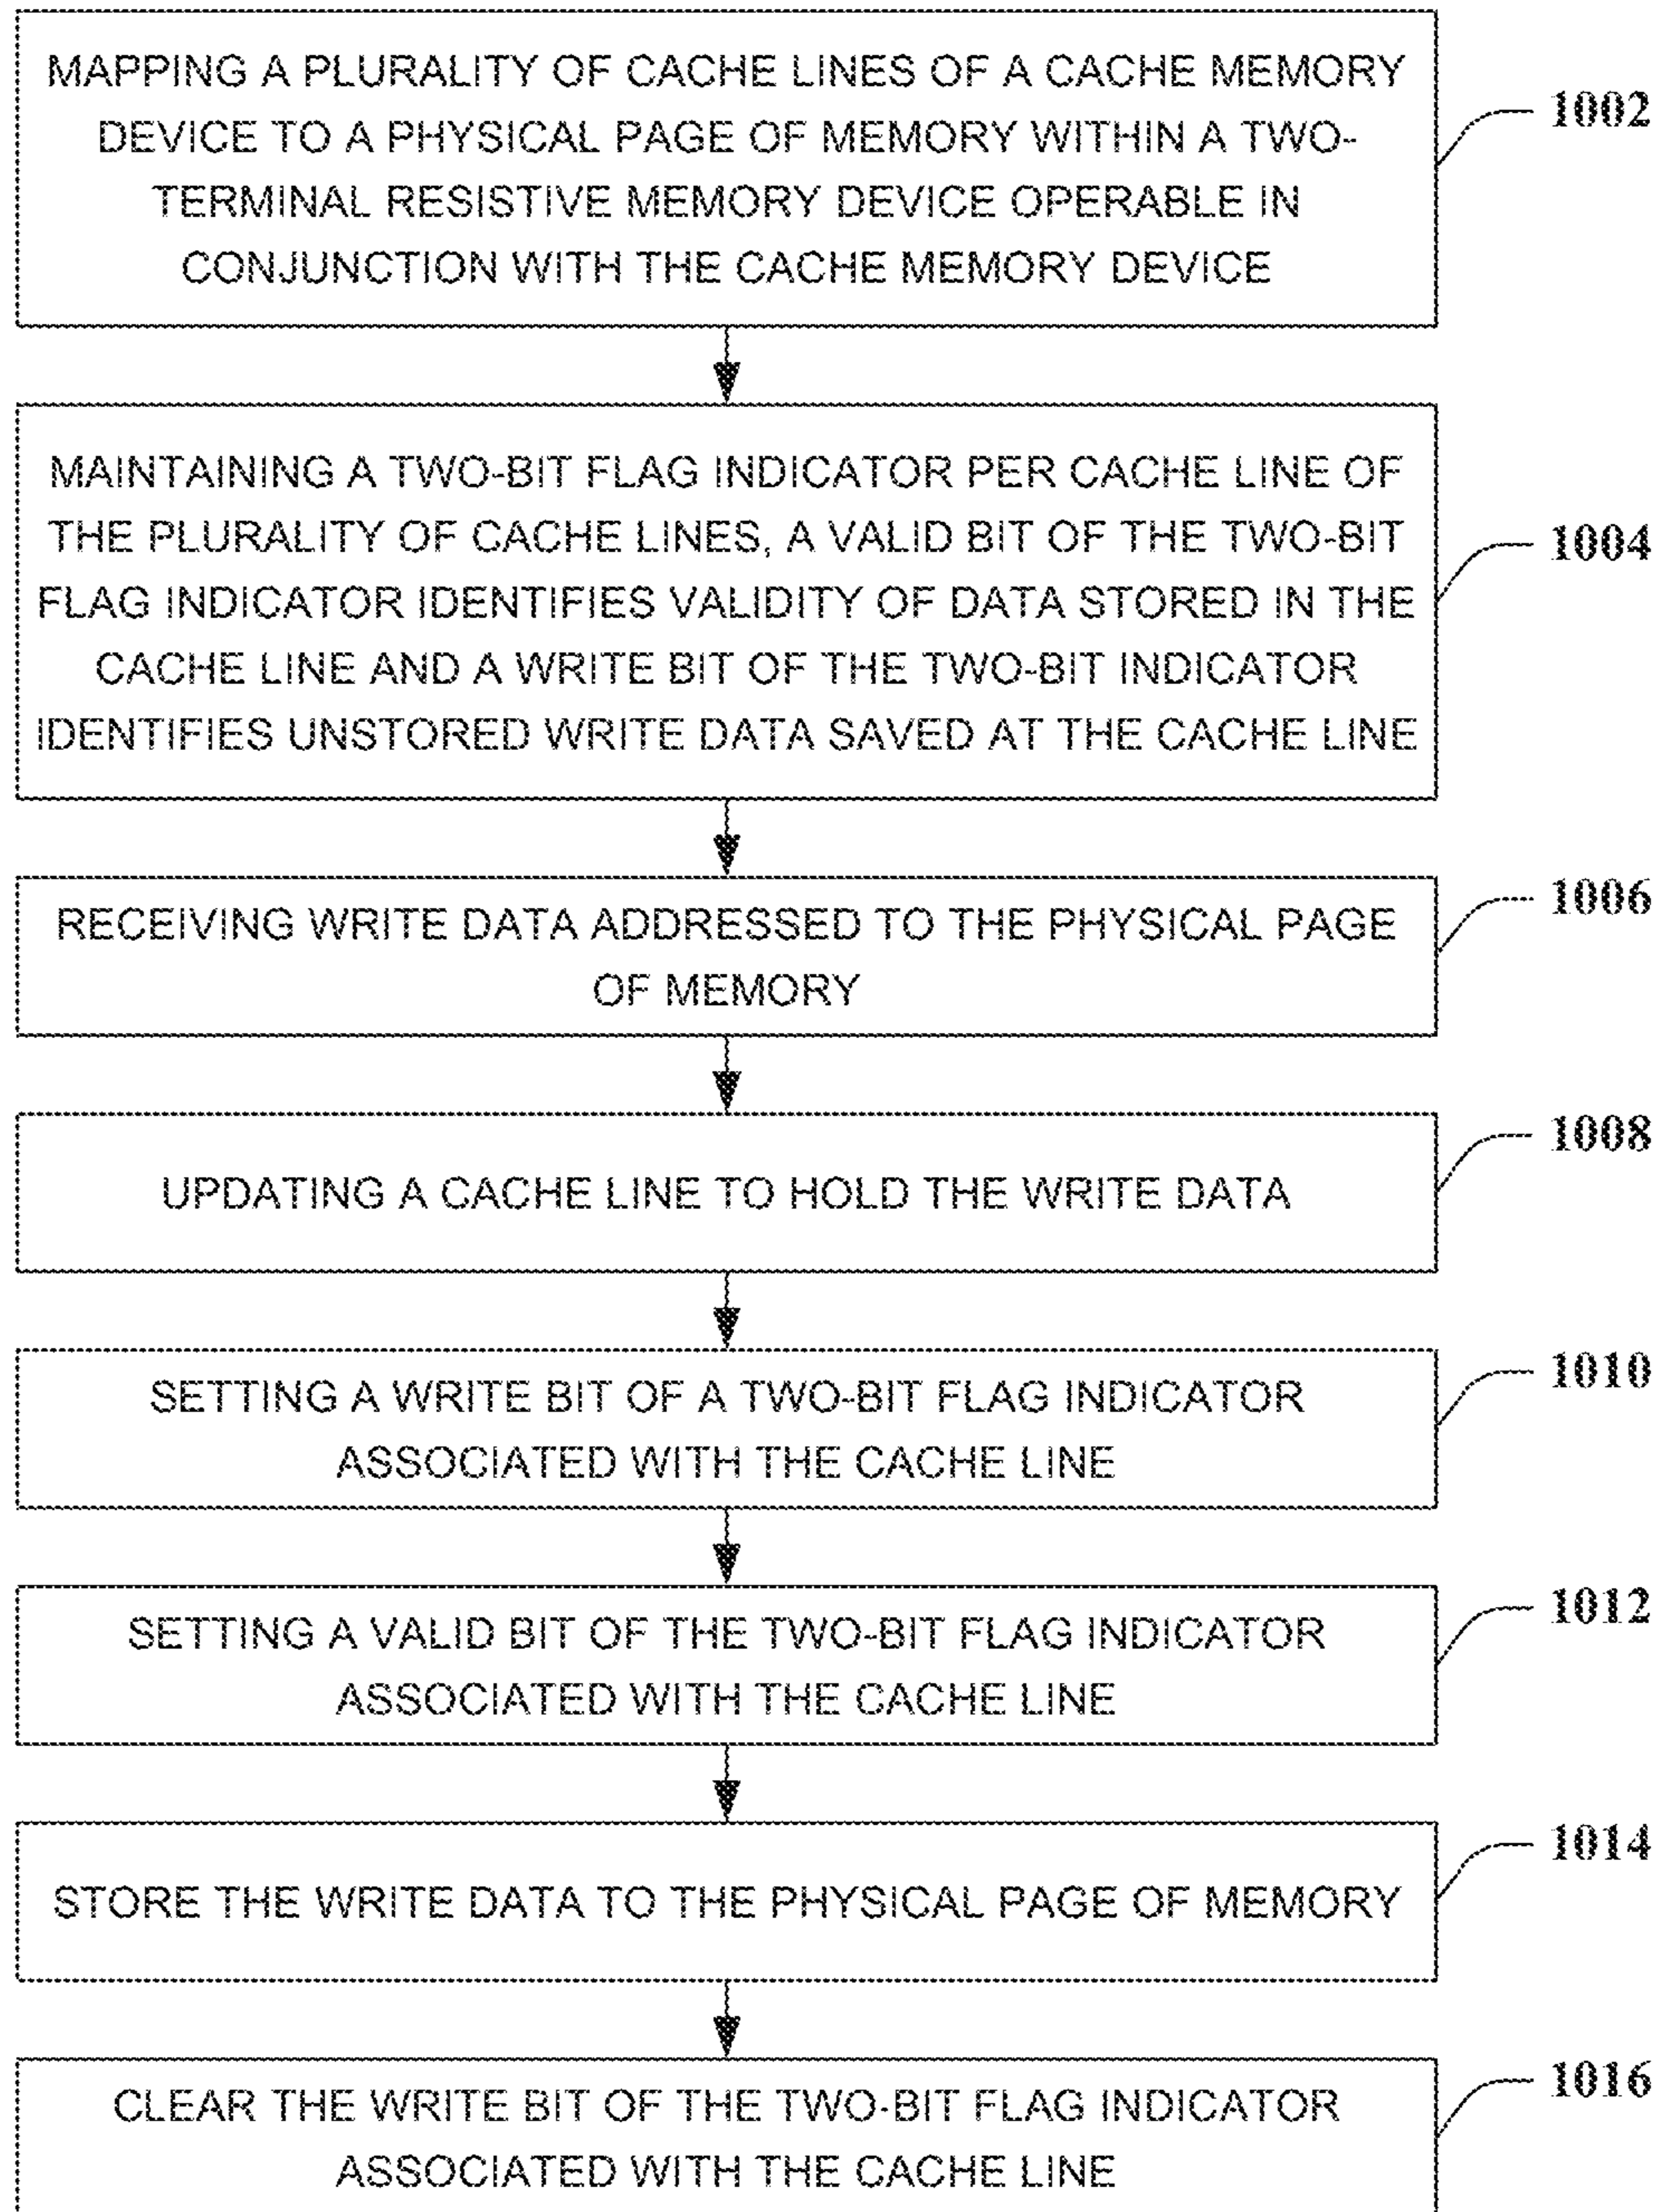 MAPPING A PLURALITY OF CACHE LINES OF A CACHE MEMORY
DEVICE TO A PHYSICAL PAGE OF MEMORY WITHIN A TWO-
TERMINAL RESISTIVE MEMORY DEVICE OPERABLE IN
CONJUNCTION WITH THE CACHE MEMORY DEVICE
1002
MAINTAINING A TWO-BIT FLAG INDICATOR PER CACHE LINE OF
THE PLURALITY OF CACHE LINES, A VALID BIT OF THE TWO-BIT
FLAG INDICATOR IDENTIFIES VALIDITY OF DATA STORED IN THE
CACHE LINE AND A WRITE BIT OF THE TWO-BIT INDICATOR
IDENTIFIES UNSTORED WRITE DATA SAVED AT THE CACHE LINE
1004
RECEIVING WRITE DATA ADDRESSED TO THE PHYSICAL PAGE
OF MEMORY
1006
UPDATING A CACHE LINE TO HOLD THE WRITE DATA
1008
SETTING A WRITE BIT OF A TWO-BIT FLAG INDICATOR
ASSOCIATED WITH THE CACHE LINE
1010
SETTING A VALID BIT OF THE TWO-BIT FLAG INDICATOR
ASSOCIATED WITH THE CACHE LINE
1012
STORE THE WRITE DATA TO THE PHYSICAL PAGE OF MEMORY
1014
CLEAR THE WRITE BIT OF THE TWO-BIT FLAG INDICATOR
ASSOCIATED WITH THE CACHE LINE
1016